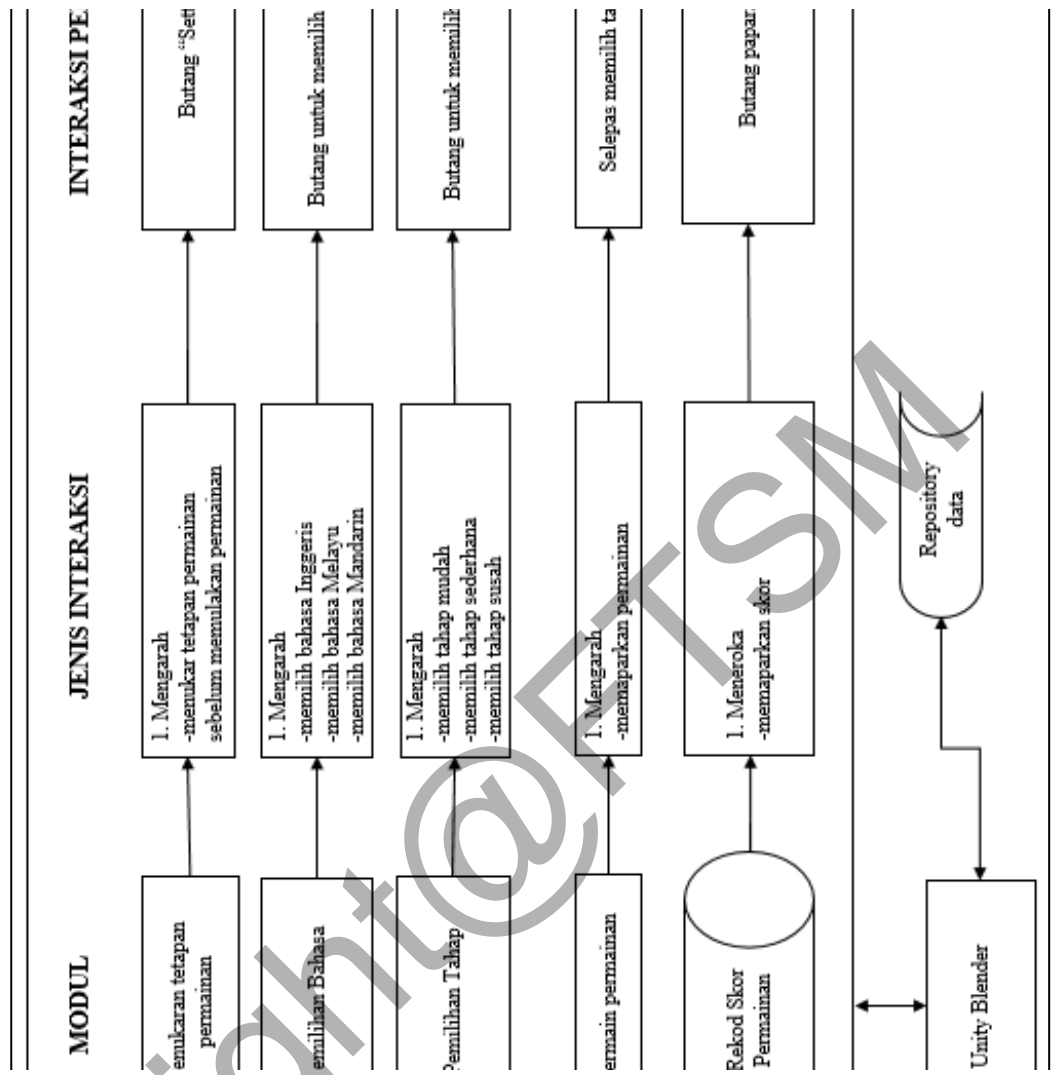 MODUL
JENIS INTERAKSI
INTERAKSI PE
enukaran tetapan
permainan
1. Mengarah
-menukar tetapan permainan
sebelum memulakan permainan
Butang “Sett
emilihan Bahasa
1. Mengarah
-memilih bahasa Inggeris
-memilih bahasa Melayu
-memilih bahasa Mandarin
Butang untuk memilih
Pemilihan Tahap
1. Mengarah
-memilih tahap mudah
-memilih tahap sederhana
-memilih tahap susah
Butang untuk memilih
ermain permainan
1. Mengarah
-memaparkan permainan
Selepas memilih ta
Rekod Skor
Permainan
1. Meneroka
-memaparkan skor
Butang papar
Unity Blender
Repository
data
ight@FTSM